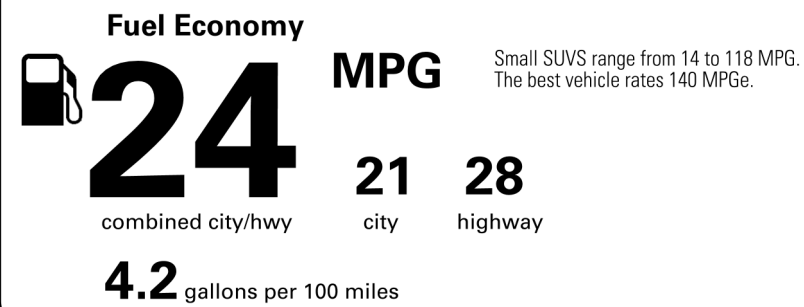 Fuel Economy
24 MPG
Small SUVS range from 14 to 118 MPG.
The best vehicle rates 140 MPGe.
combined city/hwy
21
city
28
highway
4.2 gallons per 100 miles